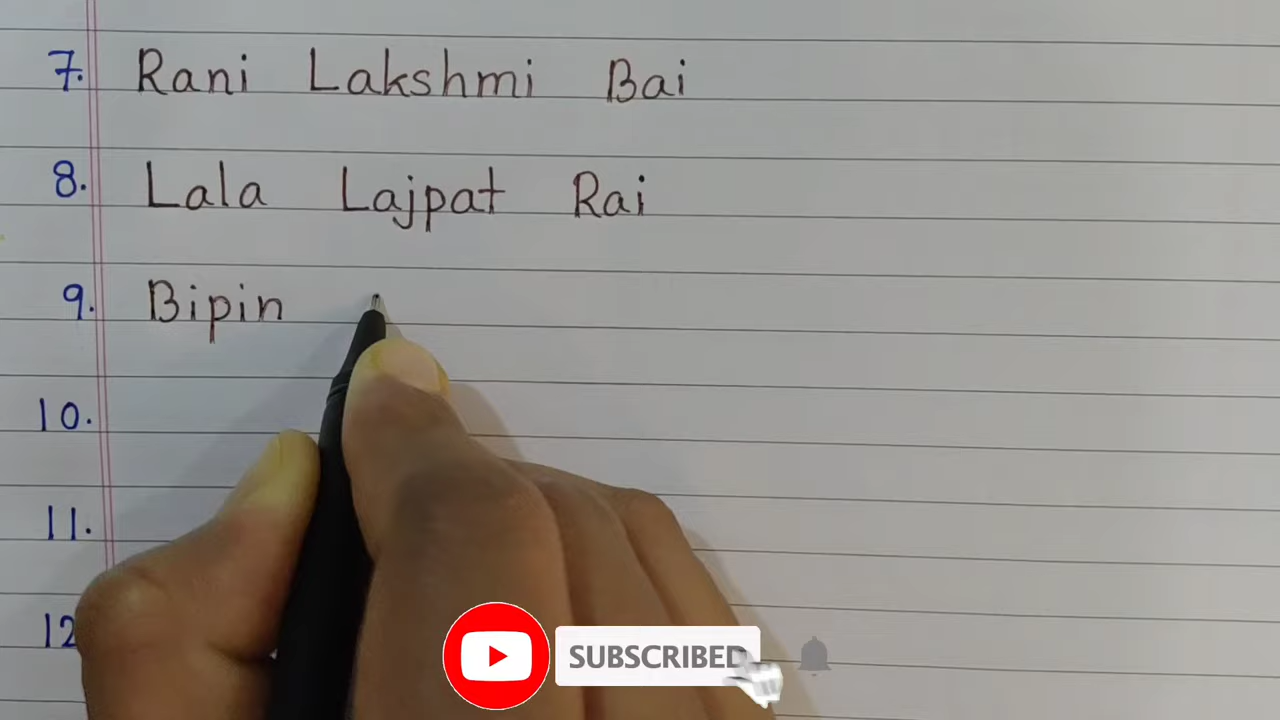 7. Rani Lakshmi Bai
8. Lala Lajpat Rai
9. Bipin
10.
11.
12
SUBSCRIBED